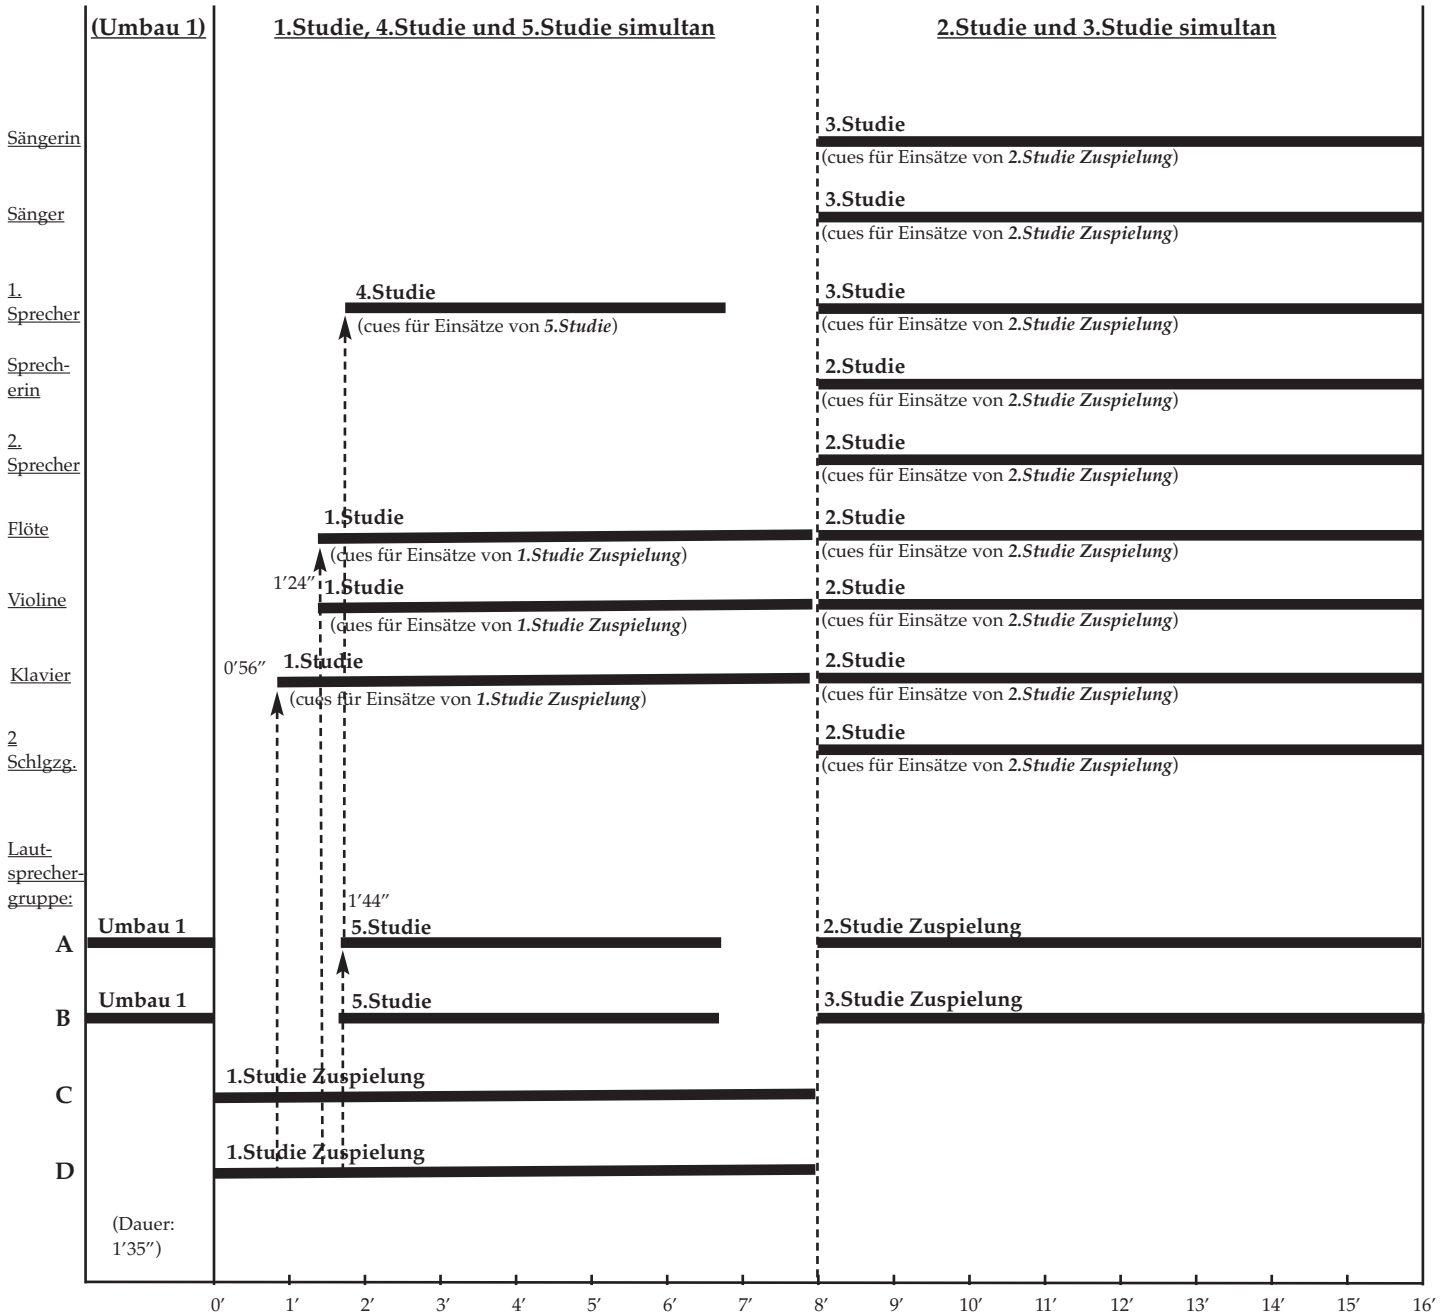 (Umbau 1)
1.Studie, 4.Studie und 5.Studie simultan
2.Studie und 3.Studie simultan
Sängerin
3.Studie
(cues für Einsätze von 2.Studie Zuspielung)
Sänger
3.Studie
(cues für Einsätze von 2.Studie Zuspielung)
1.
Sprecher
4.Studie
(cues für Einsätze von 5.Studie)
3.Studie
(cues für Einsätze von 2.Studie Zuspielung)
Sprech-
erin
2.Studie
(cues für Einsätze von 2.Studie Zuspielung)
2.
Sprecher
2.Studie
(cues für Einsätze von 2.Studie Zuspielung)
Flöte
1.Studie
(cues für Einsätze von 1.Studie Zuspielung)
2.Studie
(cues für Einsätze von 2.Studie Zuspielung)
1’24”
Violine
1.Studie
(cues für Einsätze von 1.Studie Zuspielung)
2.Studie
(cues für Einsätze von 2.Studie Zuspielung)
Klavier
0’56”
1.Studie
(cues für Einsätze von 1.Studie Zuspielung)
2.Studie
(cues für Einsätze von 2.Studie Zuspielung)
2
Schlgzg.
2.Studie
(cues für Einsätze von 2.Studie Zuspielung)
Laut-
sprecher-
gruppe:
1’44”
A
Umbau 1
5.Studie
2.Studie Zuspielung
B
Umbau 1
5.Studie
3.Studie Zuspielung
C
1.Studie Zuspielung
D
1.Studie Zuspielung
(Dauer:
1’35”)
0’ 1’ 2’ 3’ 4’ 5’ 6’ 7’ 8’ 9’ 10’ 11’ 12’ 13’ 14’ 15’ 16’